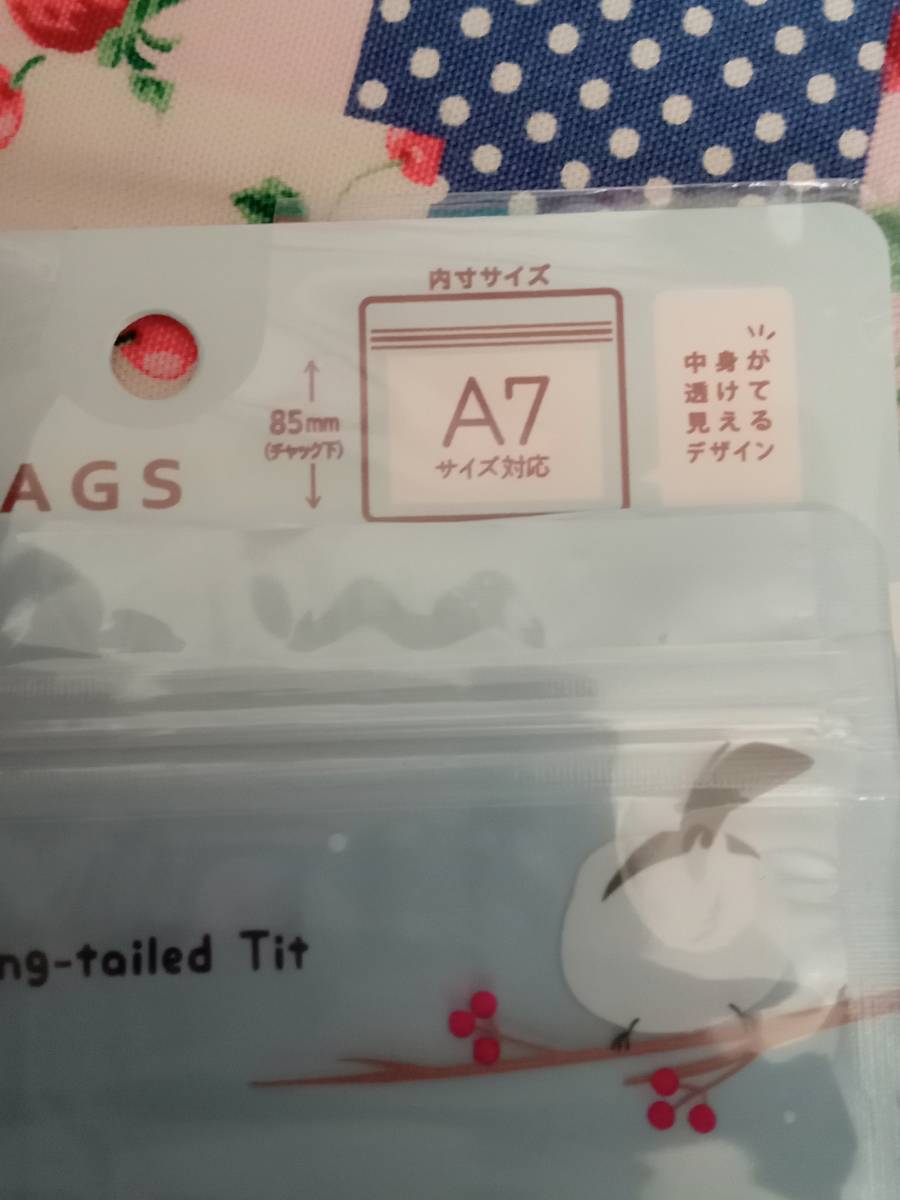 内寸サイズ
85mm
(チャック下)
A7
サイズ対応
中身が
透けて
見える
デザイン
AGS
ng-tailed Tit